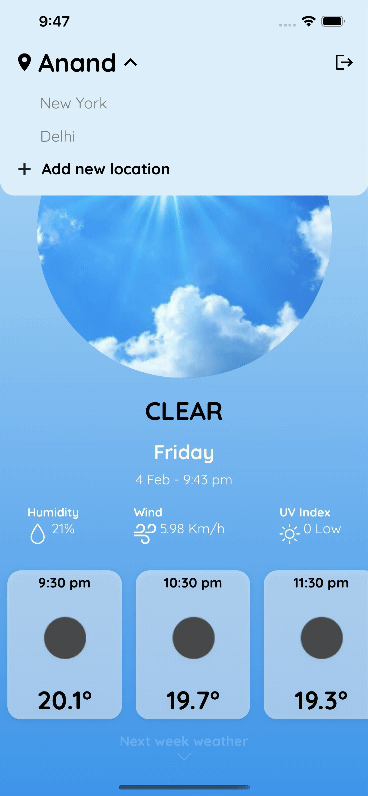 9:47
Anand
New York
Delhi
+ Add new location
CLEAR
Friday
4 Feb - 9:43 pm
Humidity Wind UV Index
21% 5.98 Km/h 0 Low
9:30 pm 10:30 pm 11:30 pm
20.1° 19.7° 19.3°
Next week weather